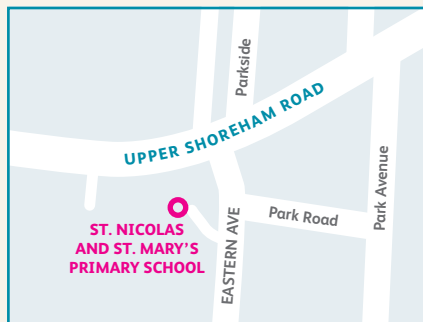 Parkside
UPPER SHOREHAM ROAD
ST. NICOLAS
AND ST. MARY'S
PRIMARY SCHOOL
EASTERN AVE
Park Road
Park Avenue